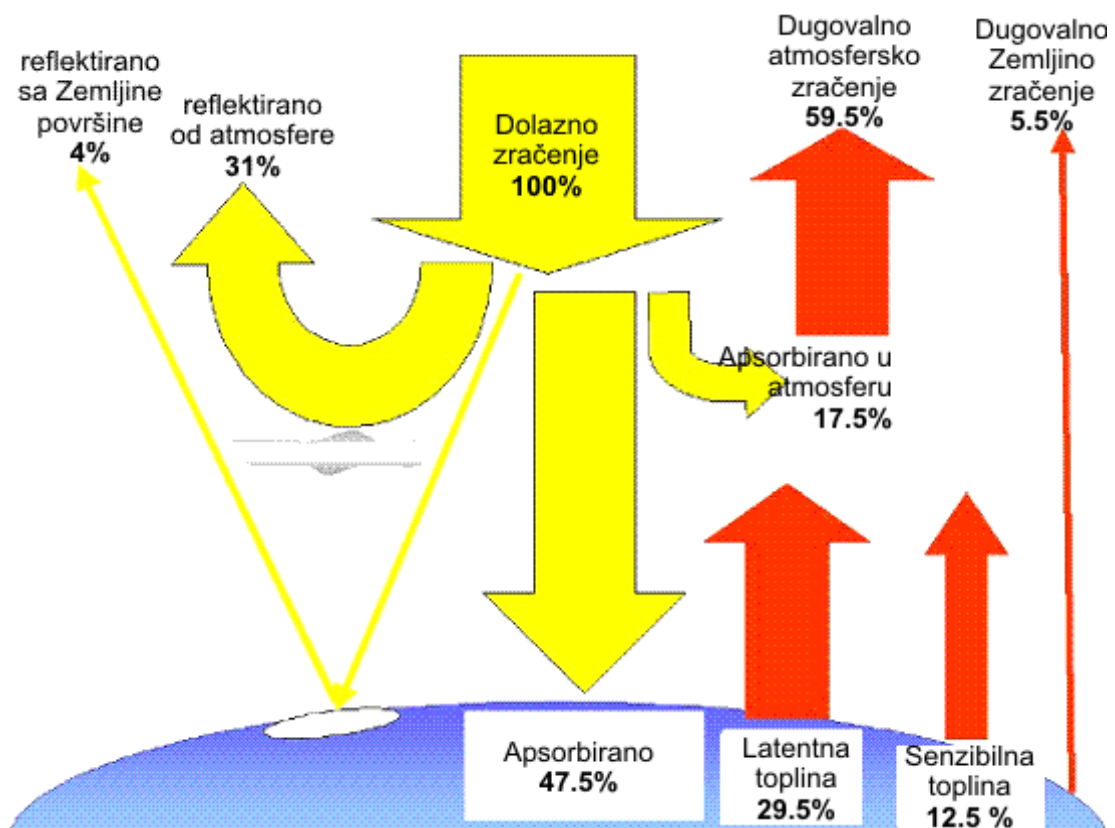 reflektirano
sa Zemljine
površine
4%
reflektirano
od atmosfere
31%
Dolazno
zračenje
100%
Dugovalno
atmosfersko
zračenje
59.5%
Dugovalno
Zemljino
zračenje
5.5%
Apsorbirano u
atmosferu
17.5%
Apsorbirano
47.5%
Latentna
toplina
29.5%
Senzibilna
toplina
12.5 %